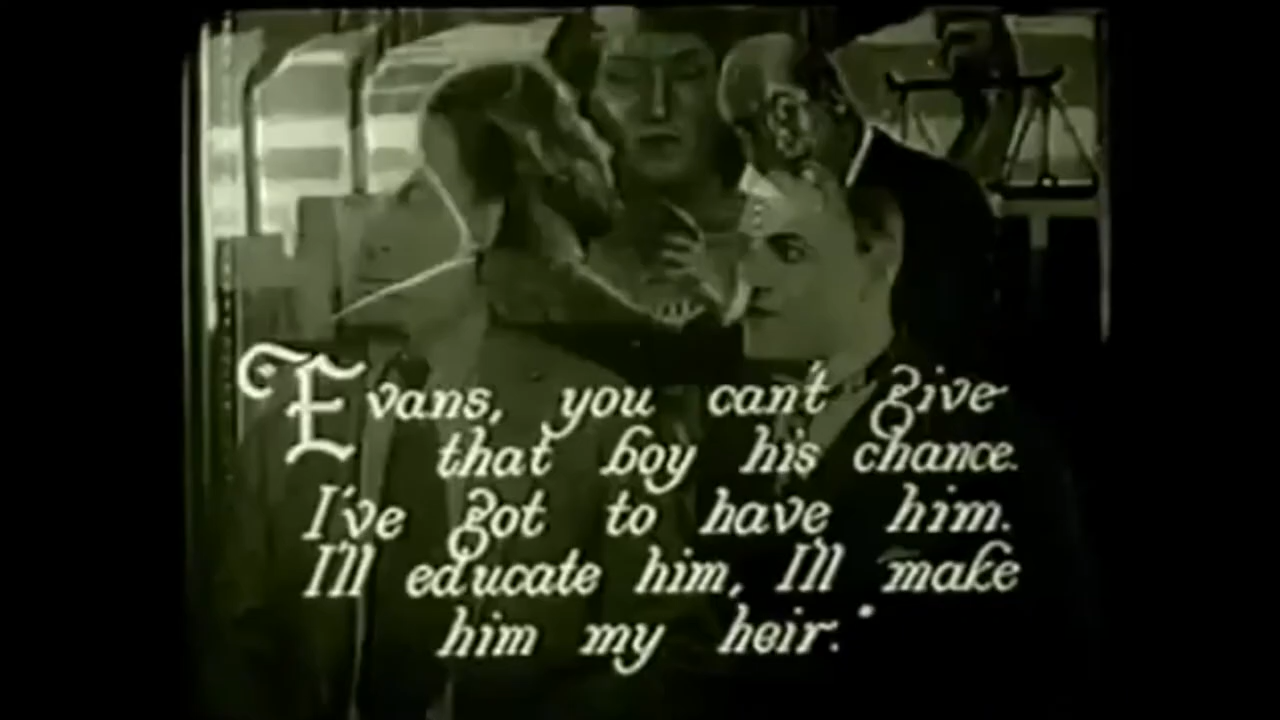 Evans, you can't give
that boy his chance.
I've got to have him.
I'll educate him, I'll make
him my heir."